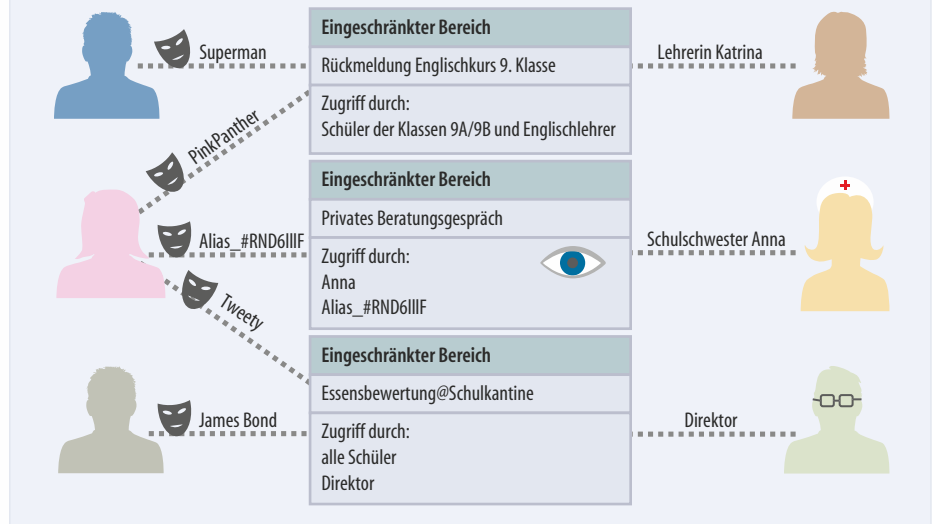 Superman
Eingeschränkter Bereich
Rückmeldung Englischkurs 9. Klasse
Zugriff durch:
Schüler der Klassen 9A/9B und Englischlehrer
Lehrerin Katrina
PinkPanther
Alias_#RND6lllF
Eingeschränkter Bereich
Privates Beratungsgespräch
Zugriff durch:
Anna
Alias_#RND6lllF
Schulschwester Anna
Tweety
James Bond
Eingeschränkter Bereich
Essensbewertung@Schulkantine
Zugriff durch:
alle Schüler
Direktor
Direktor